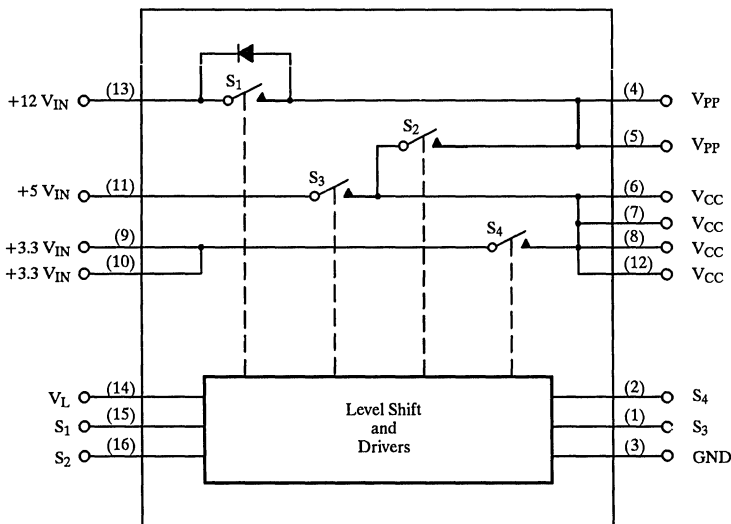 S1
+12 VIN (13) (4) VPP
S2
(5) VPP
S3
+5 VIN (11) (6) VCC
(7) VCC
S4
+3.3 VIN (9) (8) VCC
+3.3 VIN (10) (12) VCC
VL (14) (2) S4
Level Shift
S1 (15) and (1) S3
Drivers
S2 (16) (3) GND